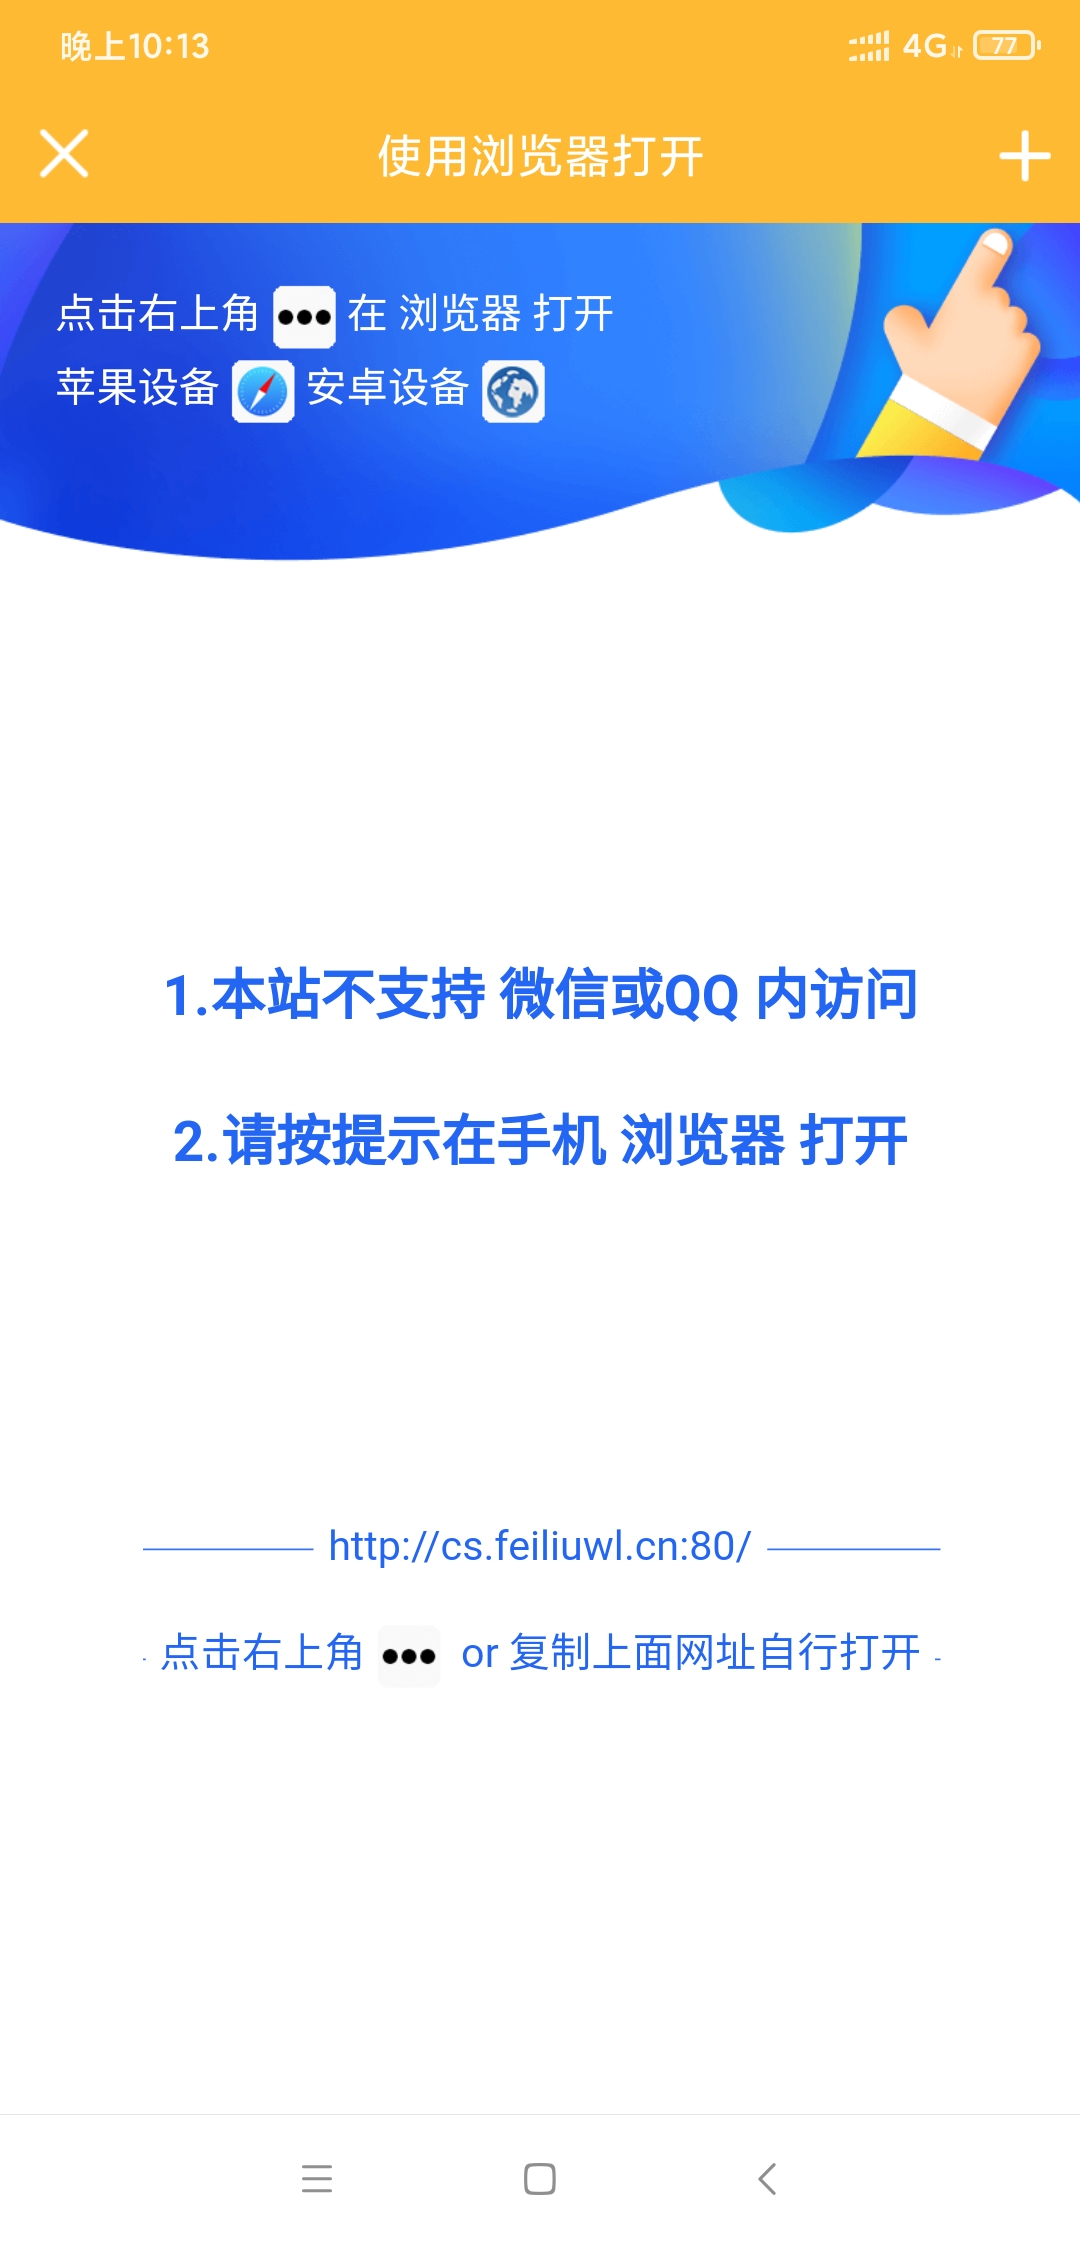 晚上10:13
4G
77
使用浏览器打开
点击右上角 在 浏览器 打开
苹果设备 安卓设备
1.本站不支持 微信或QQ 内访问
2.请按提示在手机 浏览器 打开
http://cs.feiliuwl.cn:80/
点击右上角 or 复制上面网址自行打开